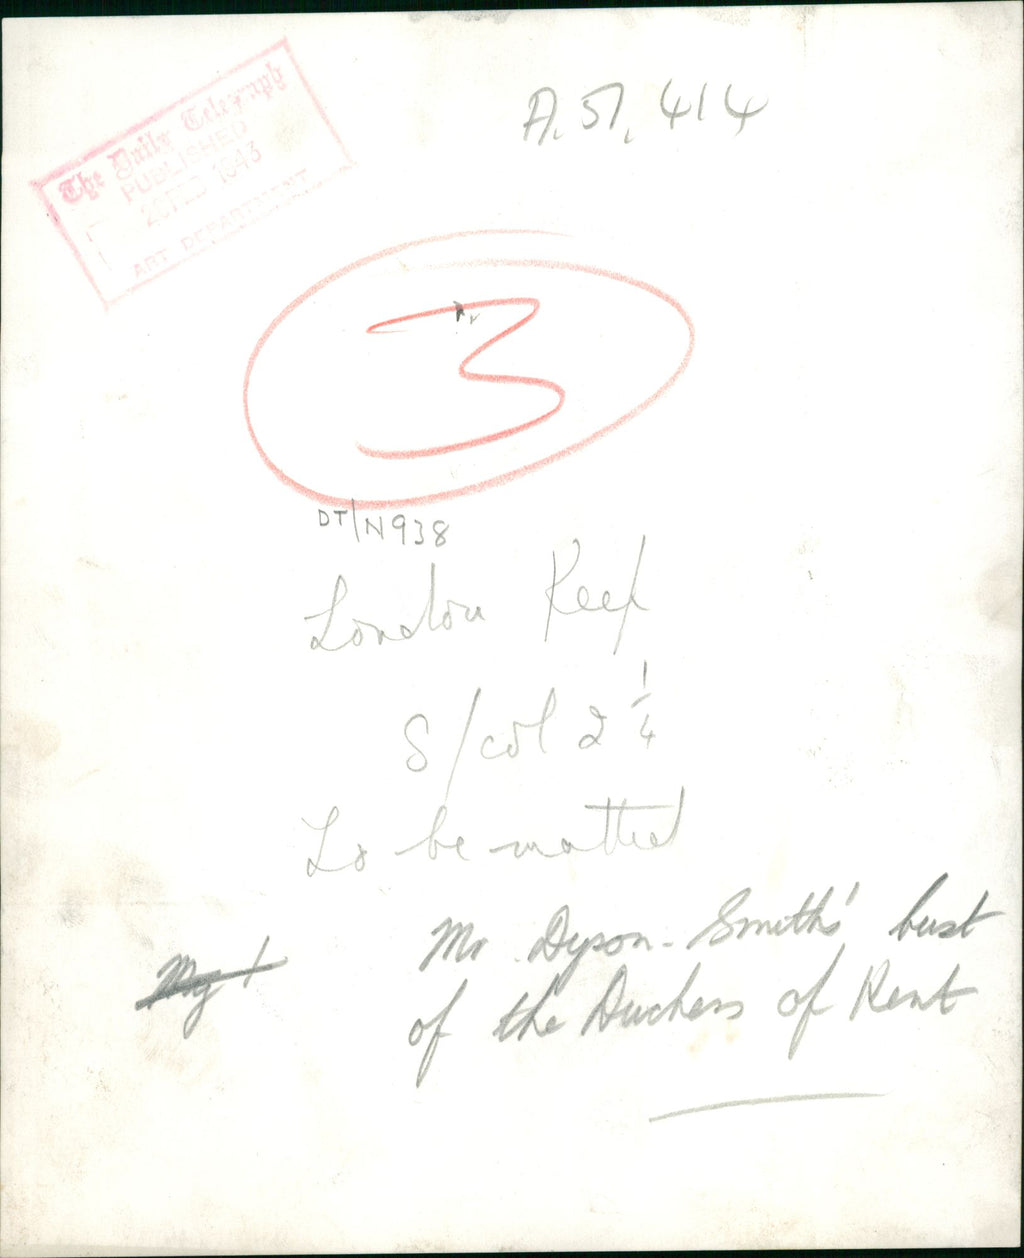 The Daily Telegraph
PUBLISHED
20 FEB 1943
ART DEPARTMENT
A.51.414
3
DT/N938
London
S/col 2 1/4
To be matted
Mr Dyson-Smith's bust
of the Duchess of Kent